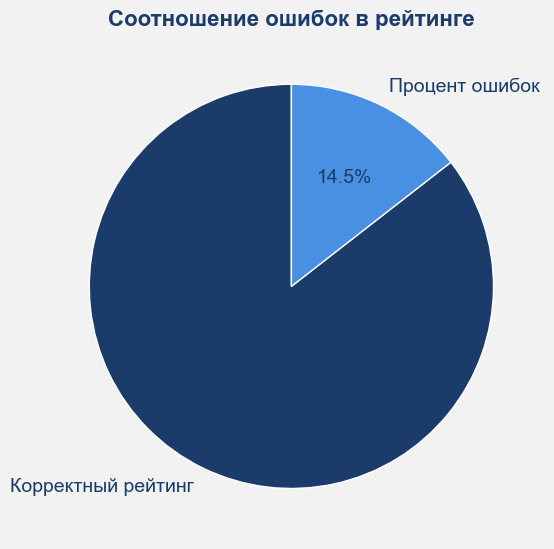 Соотношение ошибок в рейтинге
Процент ошибок
14.5%
Корректный рейтинг